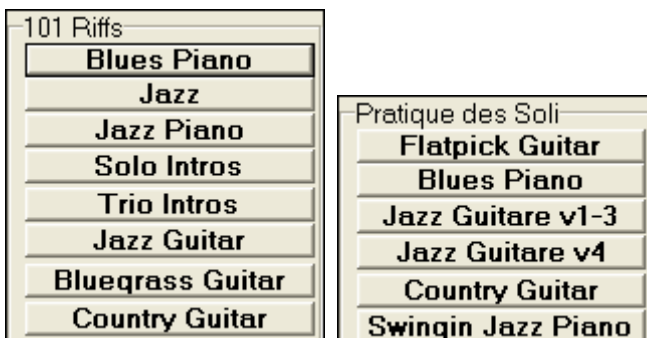 101 Riffs
Blues Piano
Jazz
Jazz Piano
Solo Intros
Trio Intros
Jazz Guitar
Bluegrass Guitar
Country Guitar
Pratique des Soli
Flatpick Guitar
Blues Piano
Jazz Guitare v1-3
Jazz Guitare v4
Country Guitar
Swingin Jazz Piano